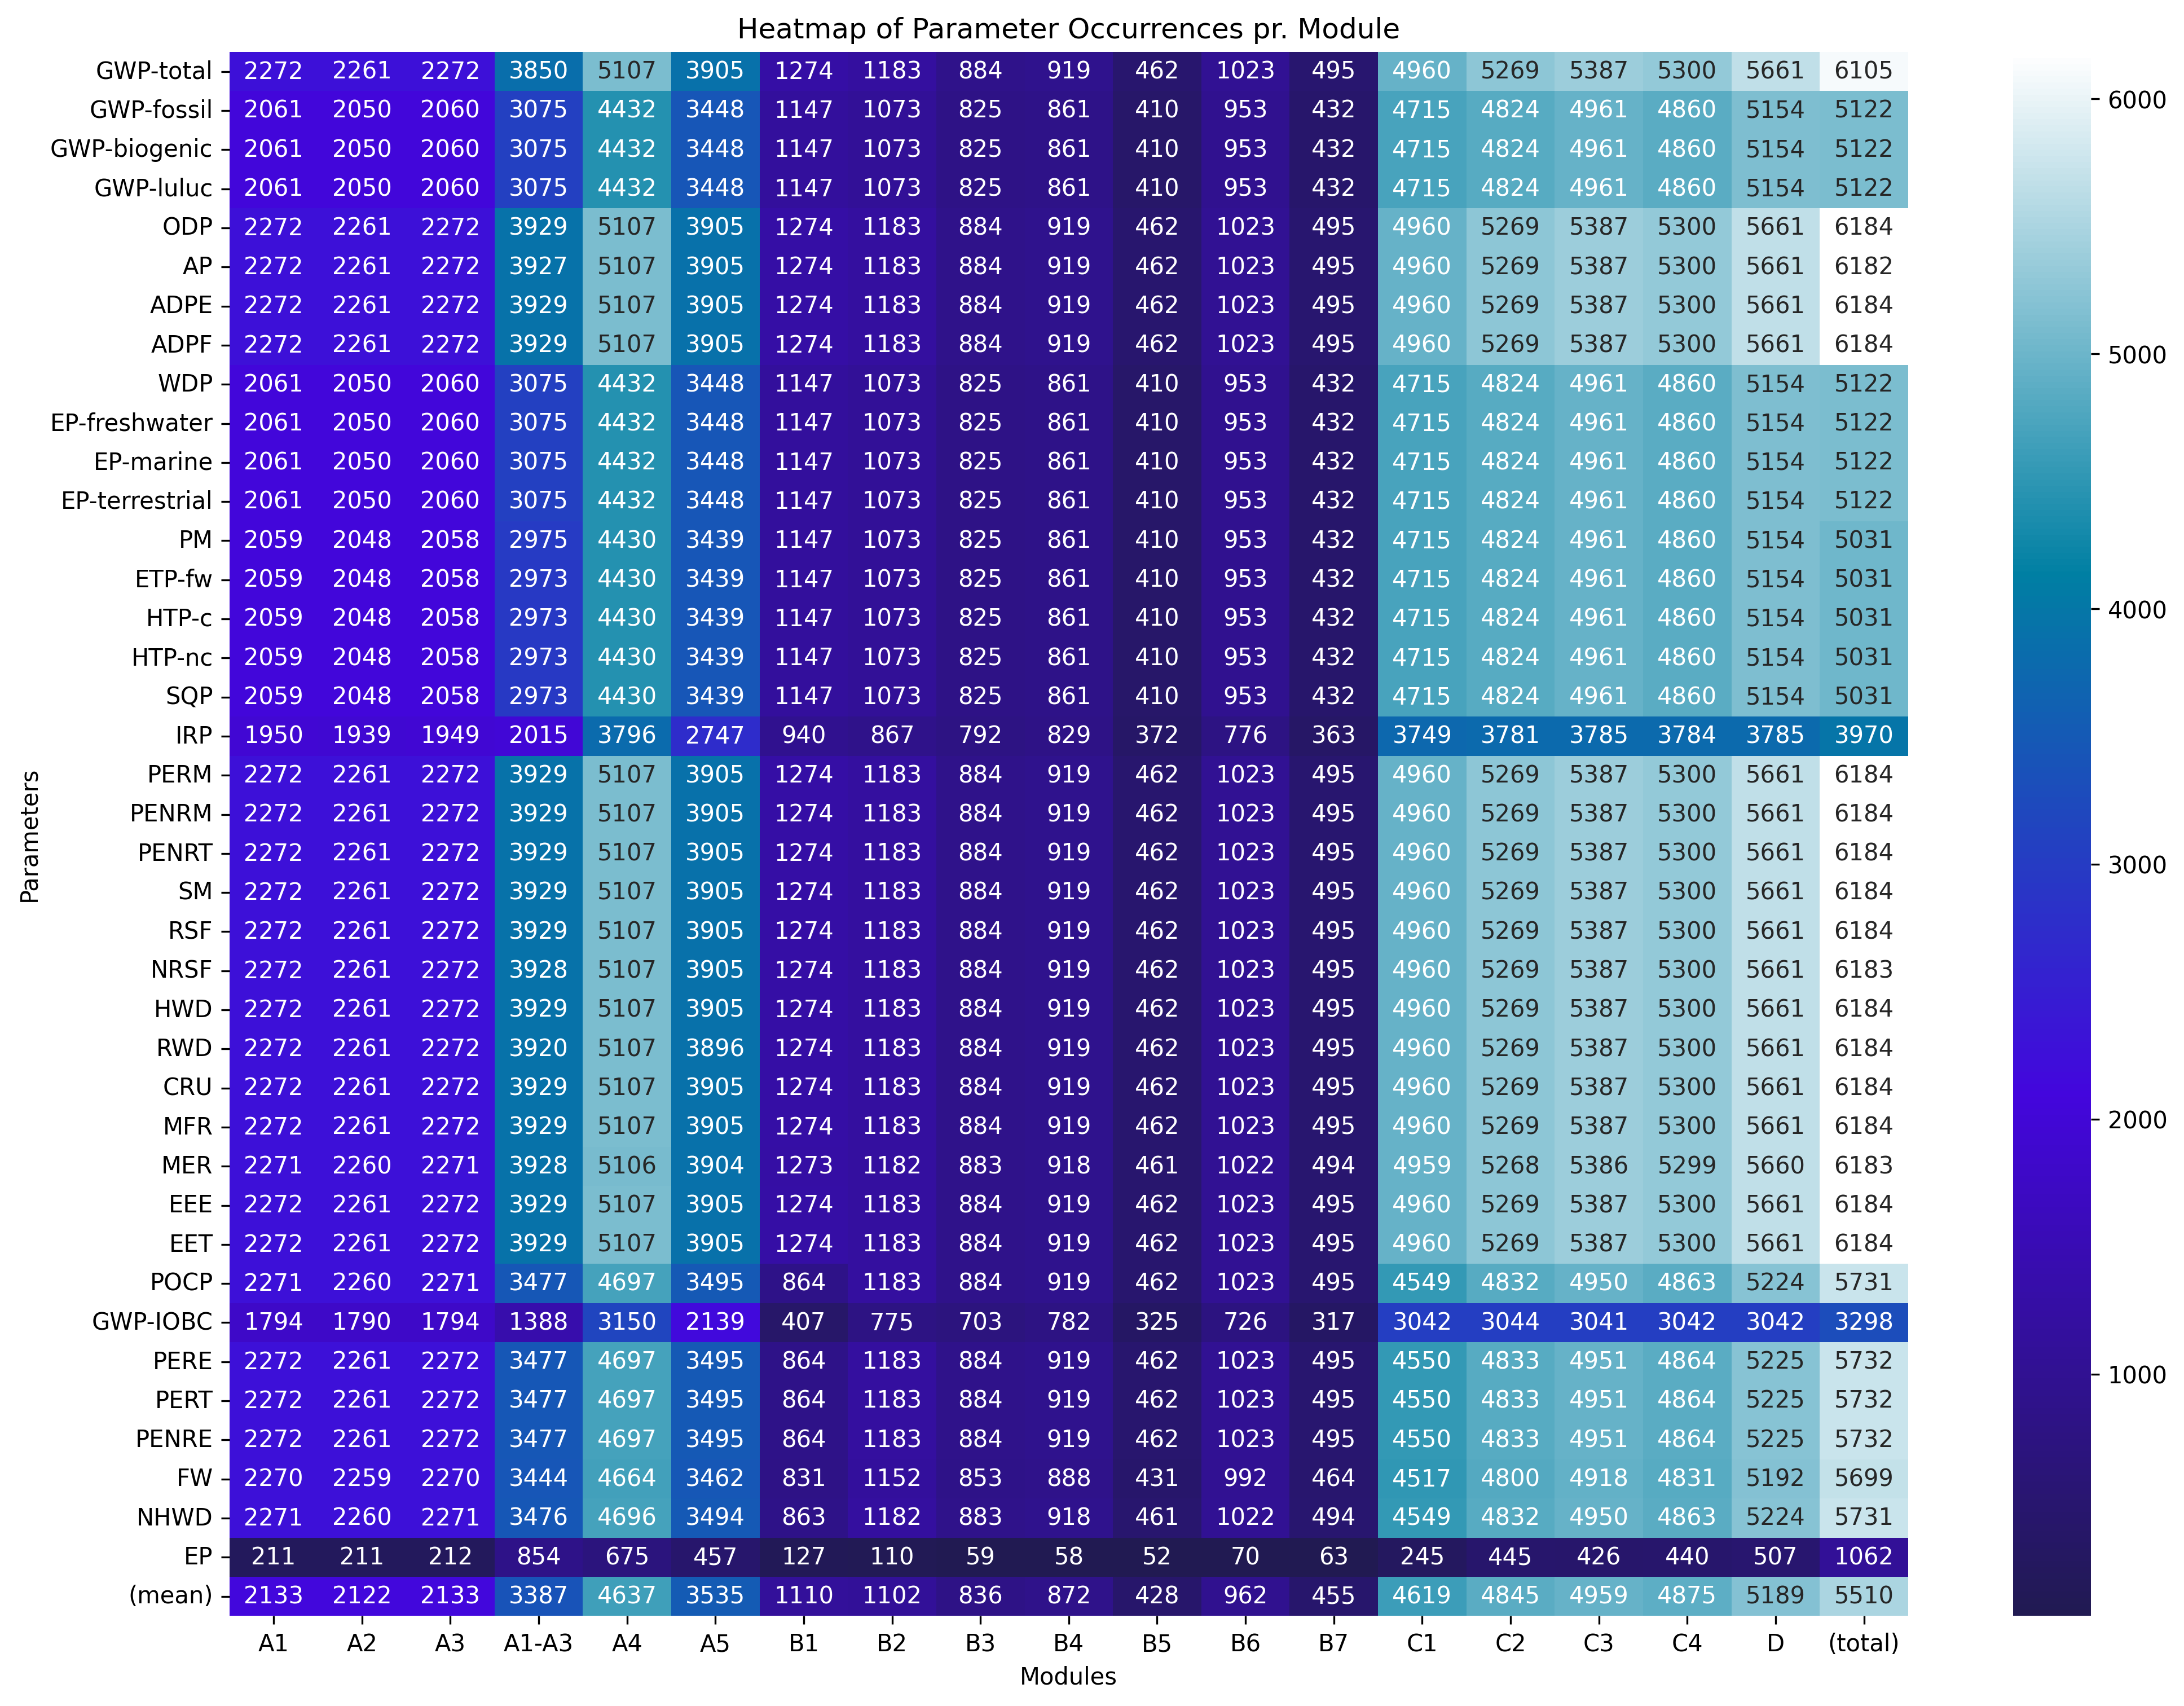 Heatmap of Parameter Occurrences pr. Module
GWP-total 2272 2261 2272 3850 5107 3905 1274 1183 884 919 462 1023 495 4960 5269 5387 5300 5661 6105
GWP-fossil 2061 2050 2060 3075 4432 3448 1147 1073 825 861 410 953 432 4715 4824 4961 4860 5154 5122
GWP-biogenic 2061 2050 2060 3075 4432 3448 1147 1073 825 861 410 953 432 4715 4824 4961 4860 5154 5122
GWP-luluc 2061 2050 2060 3075 4432 3448 1147 1073 825 861 410 953 432 4715 4824 4961 4860 5154 5122
ODP 2272 2261 2272 3929 5107 3905 1274 1183 884 919 462 1023 495 4960 5269 5387 5300 5661 6184
AP 2272 2261 2272 3927 5107 3905 1274 1183 884 919 462 1023 495 4960 5269 5387 5300 5661 6182
ADPE 2272 2261 2272 3929 5107 3905 1274 1183 884 919 462 1023 495 4960 5269 5387 5300 5661 6184
ADPF 2272 2261 2272 3929 5107 3905 1274 1183 884 919 462 1023 495 4960 5269 5387 5300 5661 6184
WDP 2061 2050 2060 3075 4432 3448 1147 1073 825 861 410 953 432 4715 4824 4961 4860 5154 5122
EP-freshwater 2061 2050 2060 3075 4432 3448 1147 1073 825 861 410 953 432 4715 4824 4961 4860 5154 5122
EP-marine 2061 2050 2060 3075 4432 3448 1147 1073 825 861 410 953 432 4715 4824 4961 4860 5154 5122
EP-terrestrial 2061 2050 2060 3075 4432 3448 1147 1073 825 861 410 953 432 4715 4824 4961 4860 5154 5122
PM 2059 2048 2058 2975 4430 3439 1147 1073 825 861 410 953 432 4715 4824 4961 4860 5154 5031
ETP-fw 2059 2048 2058 2973 4430 3439 1147 1073 825 861 410 953 432 4715 4824 4961 4860 5154 5031
HTP-c 2059 2048 2058 2973 4430 3439 1147 1073 825 861 410 953 432 4715 4824 4961 4860 5154 5031
HTP-nc 2059 2048 2058 2973 4430 3439 1147 1073 825 861 410 953 432 4715 4824 4961 4860 5154 5031
SQP 2059 2048 2058 2973 4430 3439 1147 1073 825 861 410 953 432 4715 4824 4961 4860 5154 5031
IRP 1950 1939 1949 2015 3796 2747 940 867 792 829 372 776 363 3749 3781 3785 3784 3785 3970
PERM 2272 2261 2272 3929 5107 3905 1274 1183 884 919 462 1023 495 4960 5269 5387 5300 5661 6184
PENRM 2272 2261 2272 3929 5107 3905 1274 1183 884 919 462 1023 495 4960 5269 5387 5300 5661 6184
PENRT 2272 2261 2272 3929 5107 3905 1274 1183 884 919 462 1023 495 4960 5269 5387 5300 5661 6184
SM 2272 2261 2272 3929 5107 3905 1274 1183 884 919 462 1023 495 4960 5269 5387 5300 5661 6184
RSF 2272 2261 2272 3929 5107 3905 1274 1183 884 919 462 1023 495 4960 5269 5387 5300 5661 6184
NRSF 2272 2261 2272 3928 5107 3905 1274 1183 884 919 462 1023 495 4960 5269 5387 5300 5661 6183
HWD 2272 2261 2272 3929 5107 3905 1274 1183 884 919 462 1023 495 4960 5269 5387 5300 5661 6184
RWD 2272 2261 2272 3920 5107 3896 1274 1183 884 919 462 1023 495 4960 5269 5387 5300 5661 6184
CRU 2272 2261 2272 3929 5107 3905 1274 1183 884 919 462 1023 495 4960 5269 5387 5300 5661 6184
MFR 2272 2261 2272 3929 5107 3905 1274 1183 884 919 462 1023 495 4960 5269 5387 5300 5661 6184
MER 2271 2260 2271 3928 5106 3904 1273 1182 883 918 461 1022 494 4959 5268 5386 5299 5660 6183
EEE 2272 2261 2272 3929 5107 3905 1274 1183 884 919 462 1023 495 4960 5269 5387 5300 5661 6184
EET 2272 2261 2272 3929 5107 3905 1274 1183 884 919 462 1023 495 4960 5269 5387 5300 5661 6184
POCP 2271 2260 2271 3477 4697 3495 864 1183 884 919 462 1023 495 4549 4832 4950 4863 5224 5731
GWP-IOBC 1794 1790 1794 1388 3150 2139 407 775 703 782 325 726 317 3042 3044 3041 3042 3042 3298
PERE 2272 2261 2272 3477 4697 3495 864 1183 884 919 462 1023 495 4550 4833 4951 4864 5225 5732
PERT 2272 2261 2272 3477 4697 3495 864 1183 884 919 462 1023 495 4550 4833 4951 4864 5225 5732
PENRE 2272 2261 2272 3477 4697 3495 864 1183 884 919 462 1023 495 4550 4833 4951 4864 5225 5732
FW 2270 2259 2270 3444 4664 3462 831 1152 853 888 431 992 464 4517 4800 4918 4831 5192 5699
NHWD 2271 2260 2271 3476 4696 3494 863 1182 883 918 461 1022 494 4549 4832 4950 4863 5224 5731
EP 211 211 212 854 675 457 127 110 59 58 52 70 63 245 445 426 440 507 1062
(mean) 2133 2122 2133 3387 4637 3535 1110 1102 836 872 428 962 455 4619 4845 4959 4875 5189 5510
A1 A2 A3 A1-A3 A4 A5 B1 B2 B3 B4 B5 B6 B7 C1 C2 C3 C4 D (total)
Modules
Parameters
6000
5000
4000
3000
2000
1000